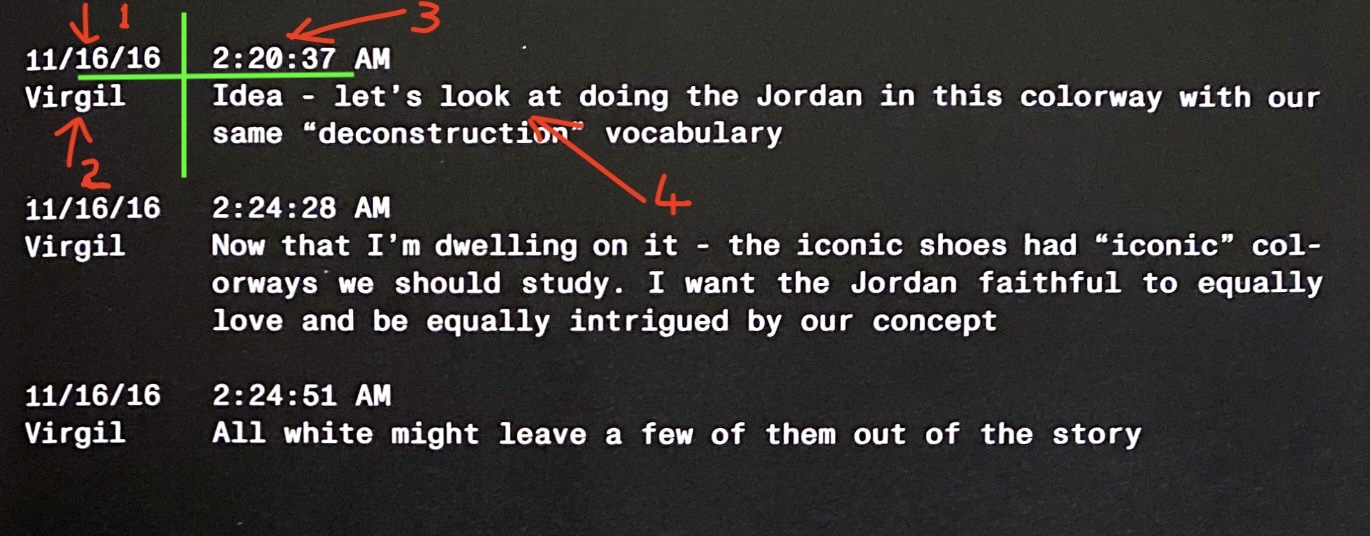 1
3
11/16/16 2:20:37 AM
Virgil Idea - let's look at doing the Jordan in this colorway with our
same “deconstruction” vocabulary
2
4
11/16/16 2:24:28 AM
Virgil Now that I'm dwelling on it - the iconic shoes had “iconic” col-
orways we should study. I want the Jordan faithful to equally
love and be equally intrigued by our concept
11/16/16 2:24:51 AM
Virgil All white might leave a few of them out of the story